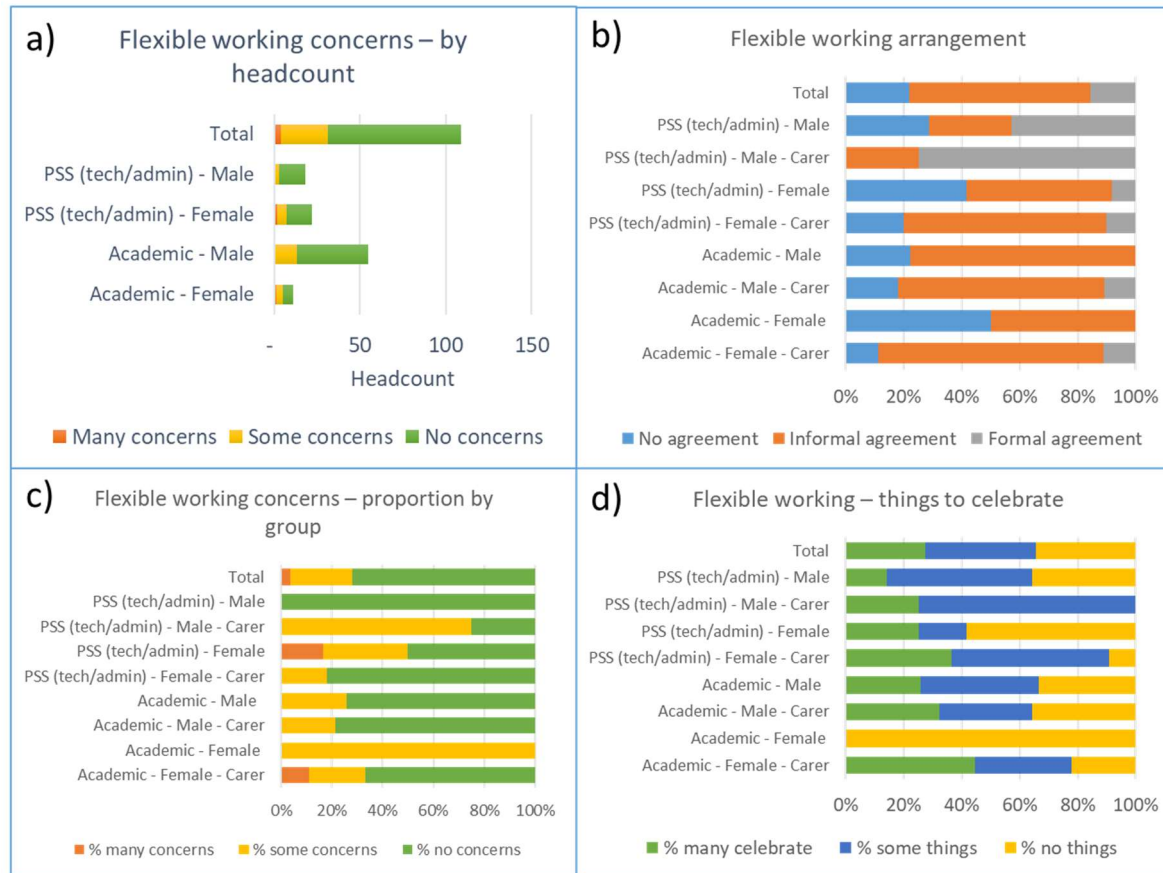 a)
Flexible working concerns – by
headcount
Total
PSS (tech/admin) - Male
PSS (tech/admin) - Female
Academic - Male
Academic - Female
- 50 100 150
Headcount
Many concerns Some concerns No concerns
b)
Flexible working arrangement
Total
PSS (tech/admin) - Male
PSS (tech/admin) - Male - Carer
PSS (tech/admin) - Female
PSS (tech/admin) - Female - Carer
Academic - Male
Academic - Male - Carer
Academic - Female
Academic - Female - Carer
0% 20% 40% 60% 80% 100%
No agreement Informal agreement Formal agreement
c)
Flexible working concerns – proportion by
group
Total
PSS (tech/admin) - Male
PSS (tech/admin) - Male - Carer
PSS (tech/admin) - Female
PSS (tech/admin) - Female - Carer
Academic - Male
Academic - Male - Carer
Academic - Female
Academic - Female - Carer
0% 20% 40% 60% 80% 100%
% many concerns % some concerns % no concerns
d)
Flexible working – things to celebrate
Total
PSS (tech/admin) - Male
PSS (tech/admin) - Male - Carer
PSS (tech/admin) - Female
PSS (tech/admin) - Female - Carer
Academic - Male
Academic - Male - Carer
Academic - Female
Academic - Female - Carer
0% 20% 40% 60% 80% 100%
% many celebrate % some things % no things